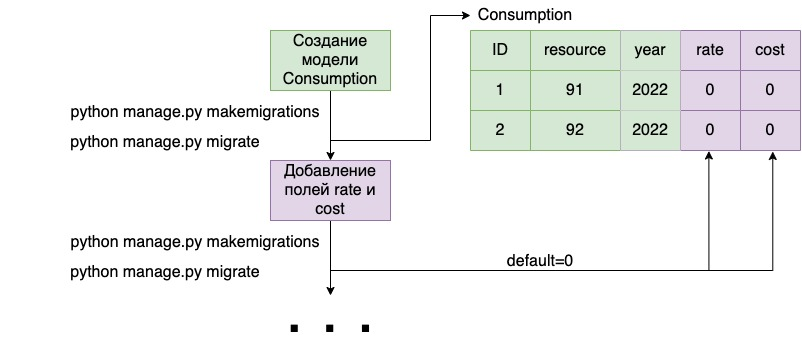 Consumption
Создание
модели
Consumption
ID resource year rate cost
1 91 2022 0 0
2 92 2022 0 0
python manage.py makemigrations
python manage.py migrate
Добавление
полей rate и
cost
python manage.py makemigrations
python manage.py migrate
default=0
. . .